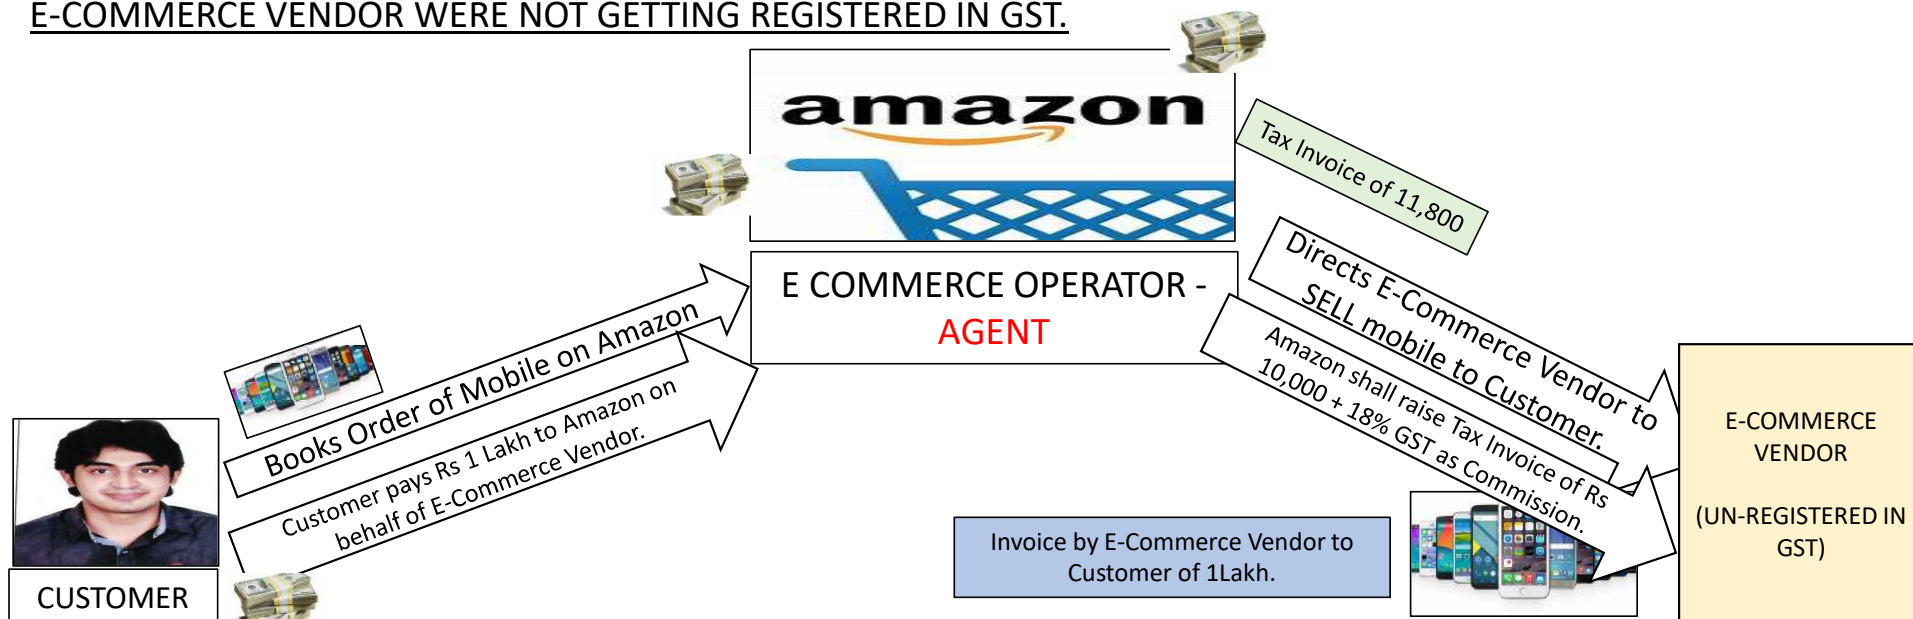 E-COMMERCE VENDOR WERE NOT GETTING REGISTERED IN GST.
amazon
Tax Invoice of 11,800
E COMMERCE OPERATOR -
AGENT
Directs E-Commerce Vendor to
SELL mobile to Customer.
Amazon shall raise Tax Invoice of Rs
10,000 + 18% GST as Commission.
Books Order of Mobile on Amazon
Customer pays Rs 1 Lakh to Amazon on
behalf of E-Commerce Vendor.
E-COMMERCE
VENDOR
(UN-REGISTERED IN
GST)
Invoice by E-Commerce Vendor to
Customer of 1Lakh.
CUSTOMER